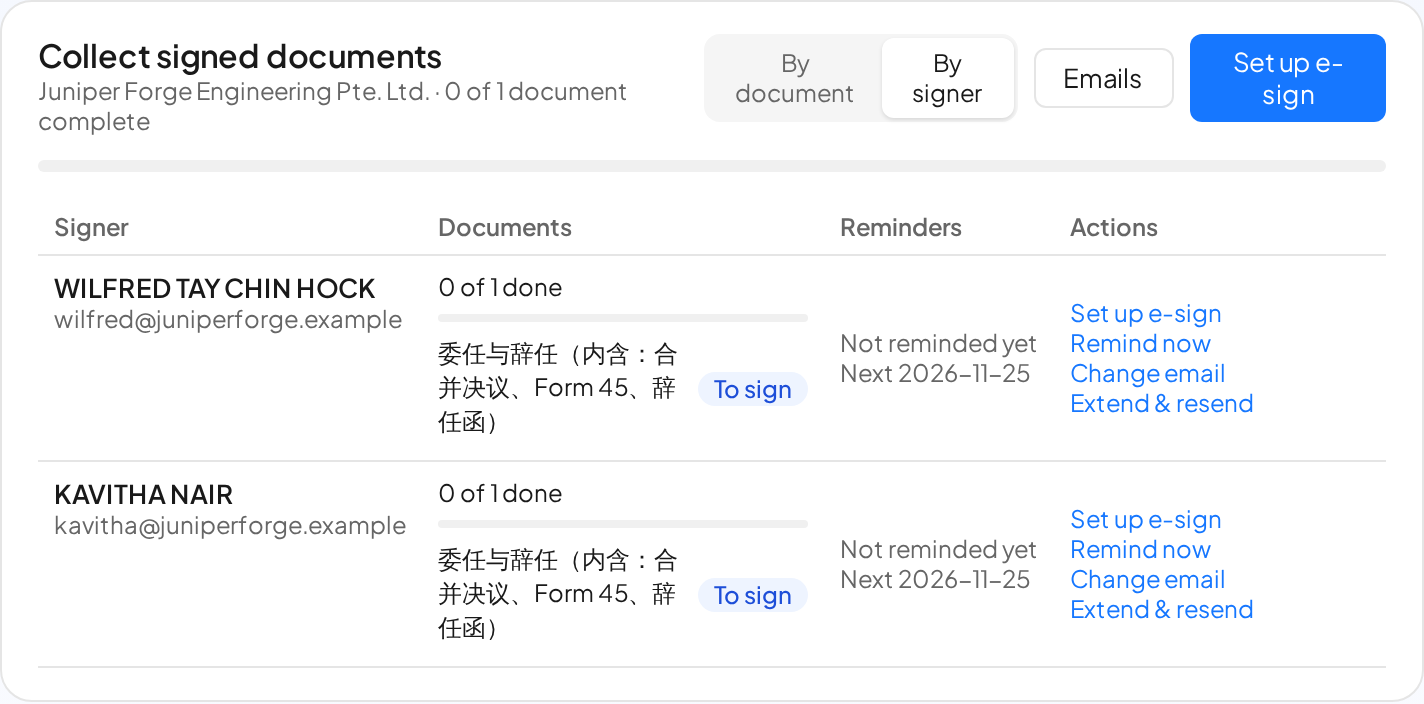 Collect signed documents
Juniper Forge Engineering Pte. Ltd. · 0 of 1 document
complete
By
document
By
signer
Emails
Set up e-
sign
Signer
Documents
Reminders
Actions
WILFRED TAY CHIN HOCK
wilfred@juniperforge.example
0 of 1 done
委任与辞任（内含：合
并决议、Form 45、辞
任函）
To sign
Not reminded yet
Next 2026-11-25
Set up e-sign
Remind now
Change email
Extend & resend
KAVITHA NAIR
kavitha@juniperforge.example
0 of 1 done
委任与辞任（内含：合
并决议、Form 45、辞
任函）
To sign
Not reminded yet
Next 2026-11-25
Set up e-sign
Remind now
Change email
Extend & resend